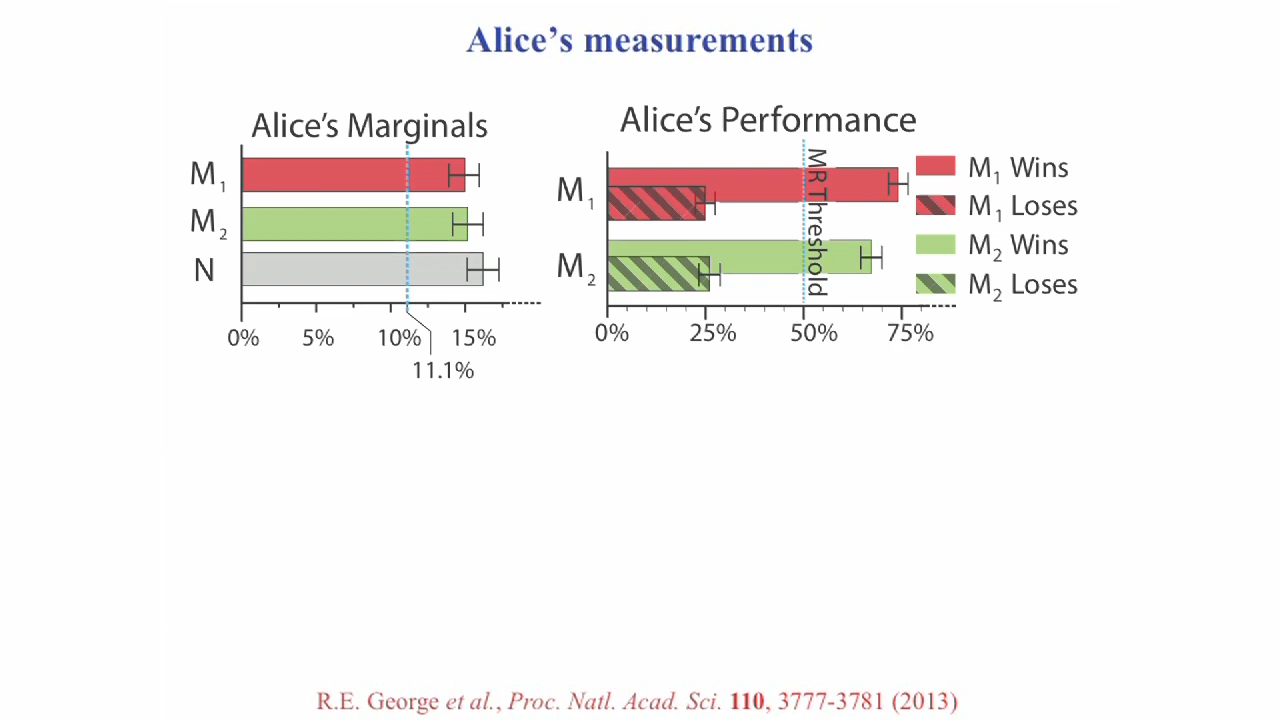 Alice's measurements
Alice's Marginals
M1
M2
N
0% 5% 10% 15%
11.1%
Alice's Performance
M1
M2
MR Threshold
0% 25% 50% 75%
M1 Wins
M1 Loses
M2 Wins
M2 Loses
R.E. George et al., Proc. Natl. Acad. Sci. 110, 3777-3781 (2013)